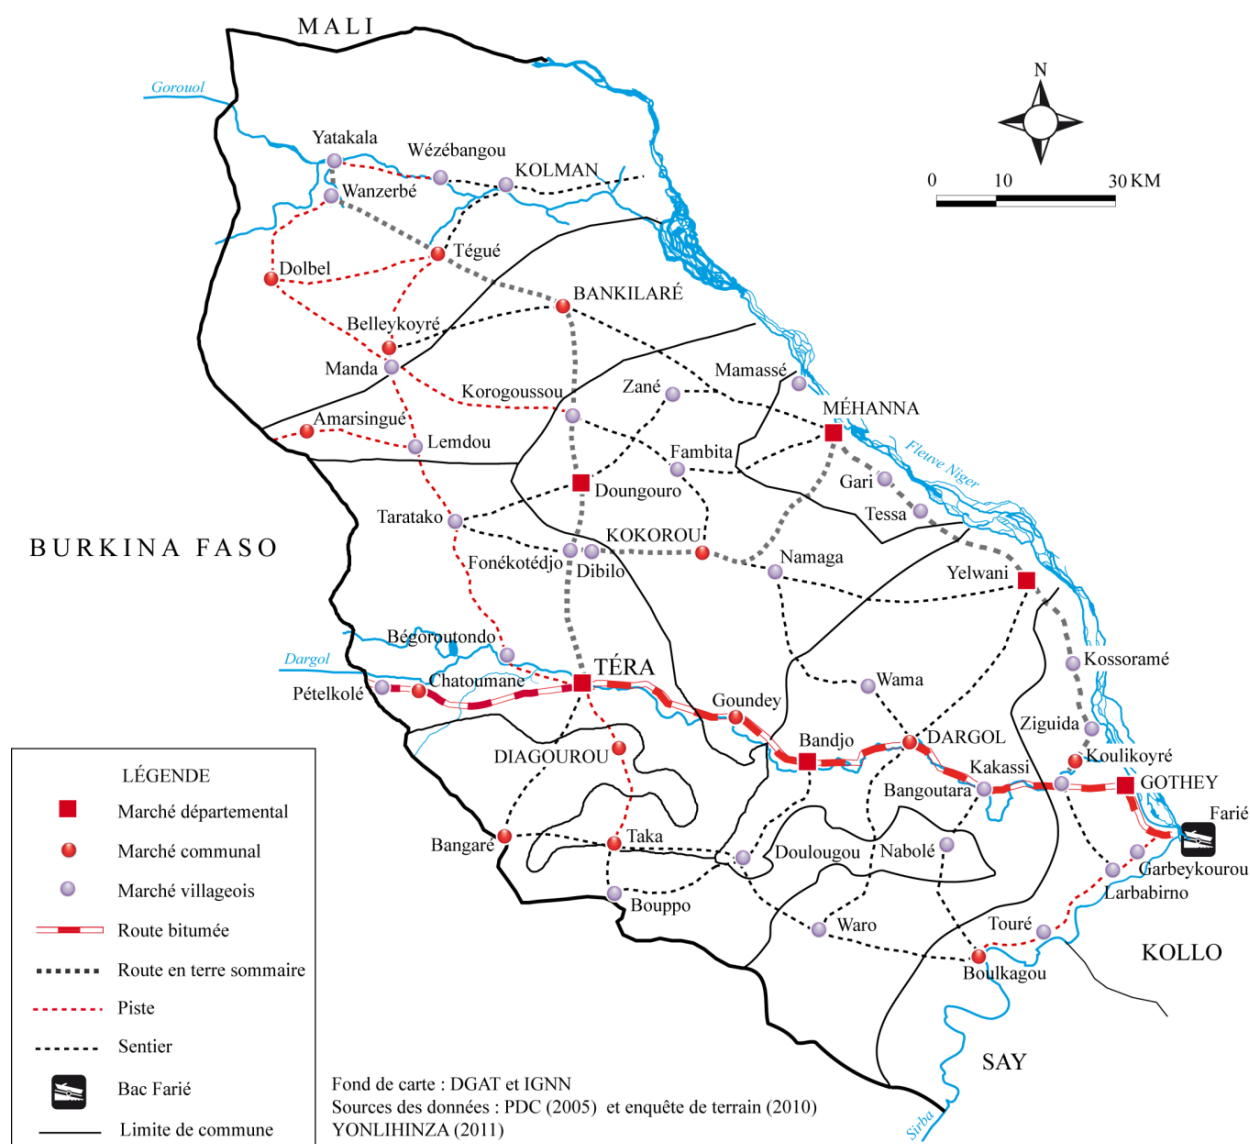 MALI
Gorouol
N
Yatakala
Wézébangou
KOLMAN
0 10 30 KM
Wanzerbé
Tégué
Dolbel
BANKILARÉ
Belleykoyré
Manda
Korogoussou
Zané
Mamassé
MÉHANNA
Amarsingué
Lemdou
Fambita
Fleuve Niger
Gari
Doungouro
Tessa
Taratako
KOKOROU
BURKINA FASO
Fonékotédjo
Dibilo
Namaga
Yelwani
Bégoroutondo
Dargol
TÉRA
Kossoramé
Pételkolé
Chatoumane
Wama
Goundey
Ziguida
DIAGOUROU
Bandjo
DARGOL
Koulikoyré
Kakassi
Bangoutara
GOTHEY
Farié
Bangaré
Taka
Doulougou
Nabolé
Garbeykourou
Larbabirno
Bouppo
Waro
Touré
KOLLO
Boulkagou
SAY
Sirba
LÉGENDE
Marché départemental
Marché communal
Marché villageois
Route bitumée
Route en terre sommaire
Piste
Sentier
Bac Farié
Limite de commune
Fond de carte : DGAT et IGNN
Sources des données : PDC (2005) et enquête de terrain (2010)
YONLIHINZA (2011)